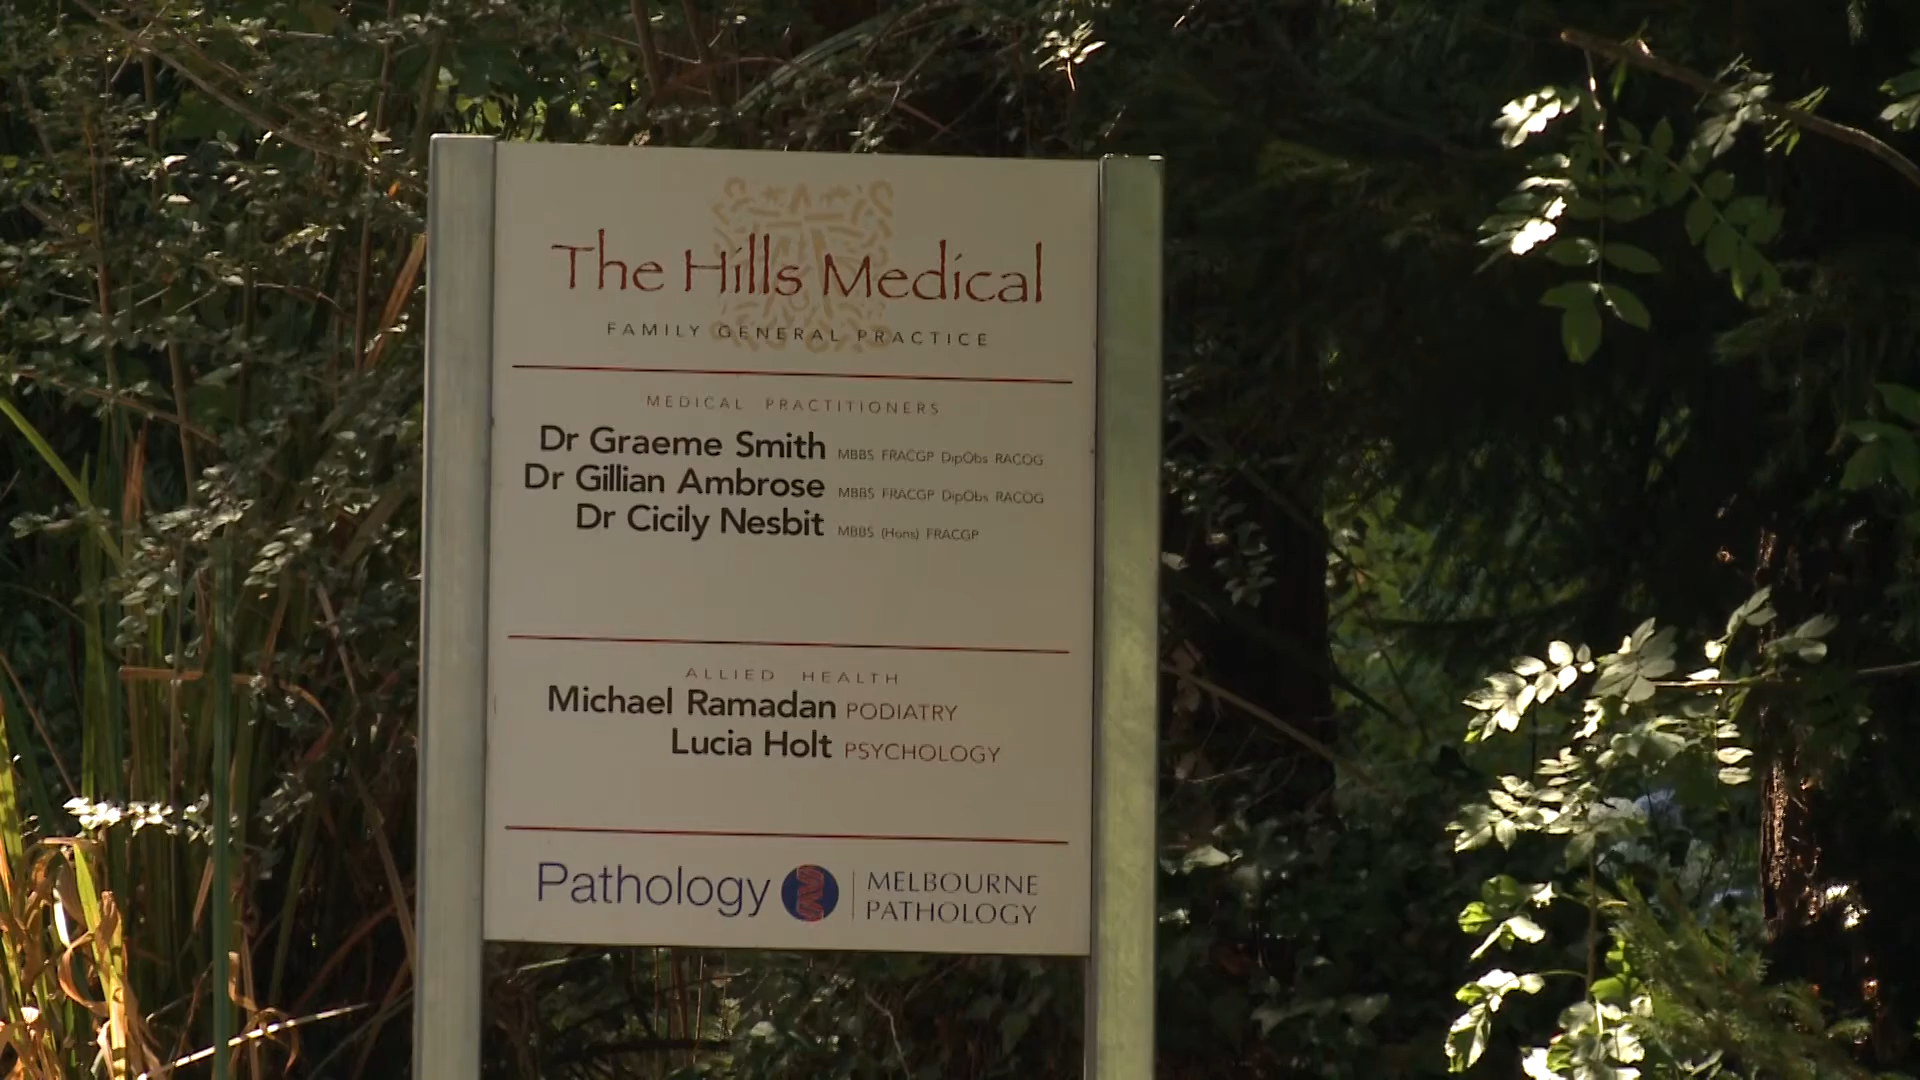 The Hills Medical
FAMILY GENERAL PRACTICE
MEDICAL PRACTITIONERS
Dr Graeme Smith MBBS FRACGP DipObs RACOG
Dr Gillian Ambrose MBBS FRACGP DipObs RACOG
Dr Cicily Nesbit MBBS (Hons) FRACGP
ALLIED HEALTH
Michael Ramadan PODIATRY
Lucia Holt PSYCHOLOGY
Pathology MELBOURNE
PATHOLOGY